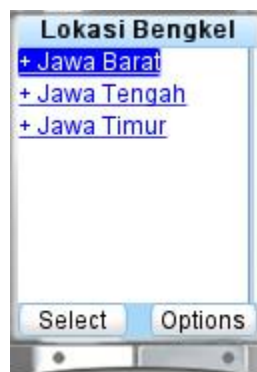 Lokasi Bengkel
+ Jawa Barat
+ Jawa Tengah
+ Jawa Timur
Select Options